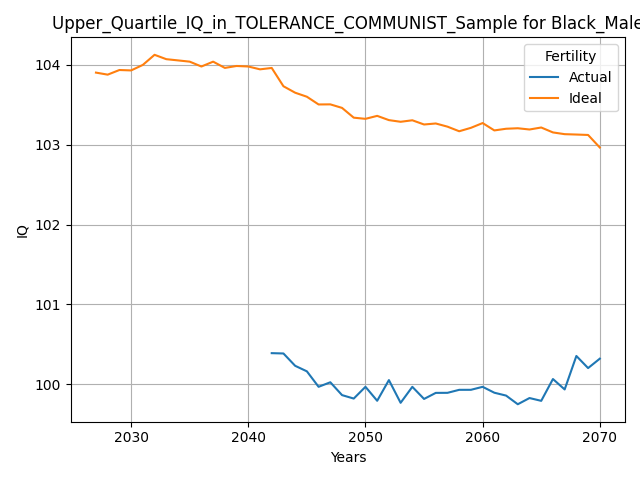 Upper_Quartile_IQ_in_TOLERANCE_COMMUNIST_Sample for Black_Male
Fertility
Actual
Ideal
104
103
102
101
100
IQ
2030 2040 2050 2060 2070
Years